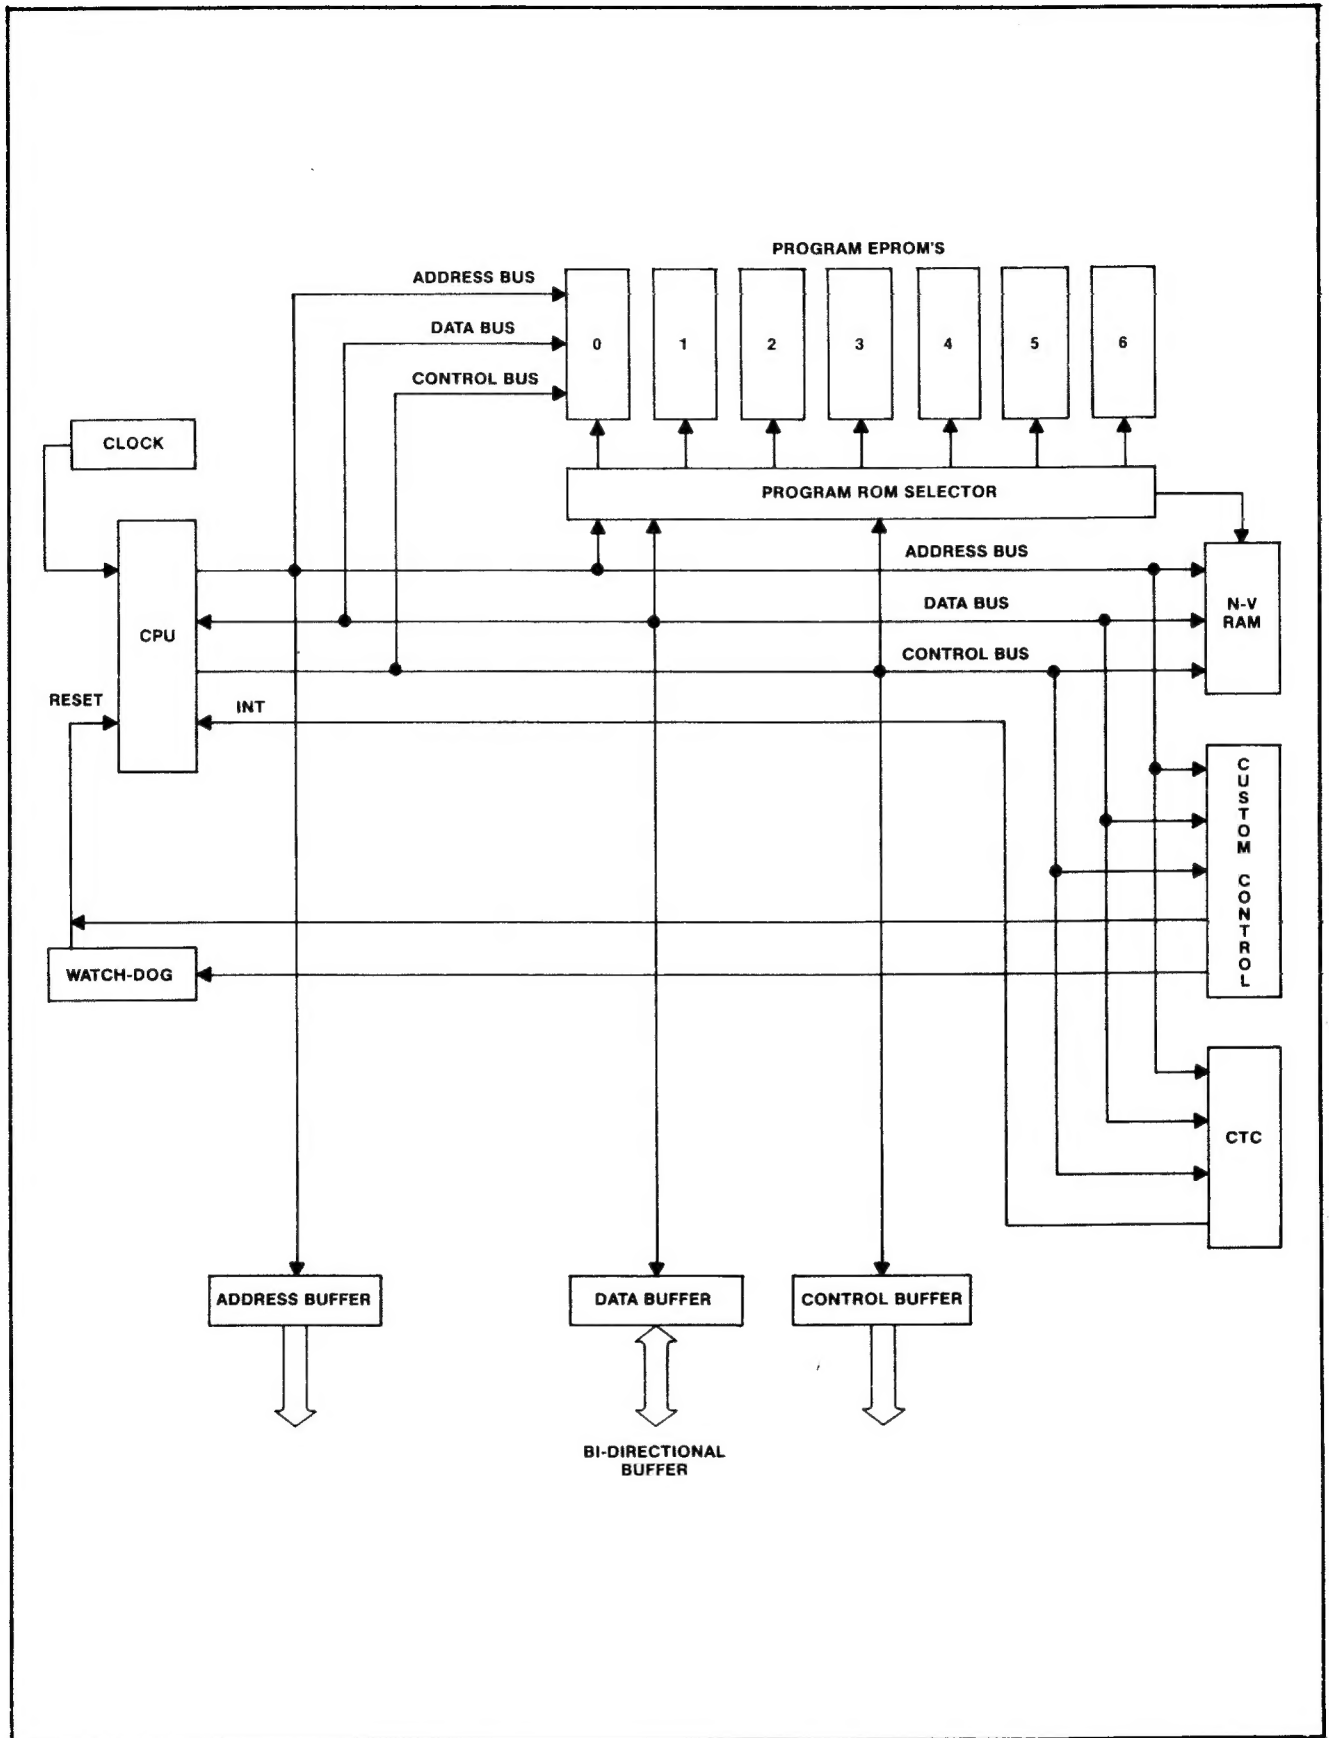 PROGRAM EPROM'S
ADDRESS BUS
DATA BUS
CONTROL BUS
0
1
2
3
4
5
6
CLOCK
PROGRAM ROM SELECTOR
ADDRESS BUS
DATA BUS
CONTROL BUS
N-V
RAM
CPU
RESET
INT
CUSTOM CONTROL
WATCH-DOG
CTC
ADDRESS BUFFER
DATA BUFFER
CONTROL BUFFER
BI-DIRECTIONAL
BUFFER